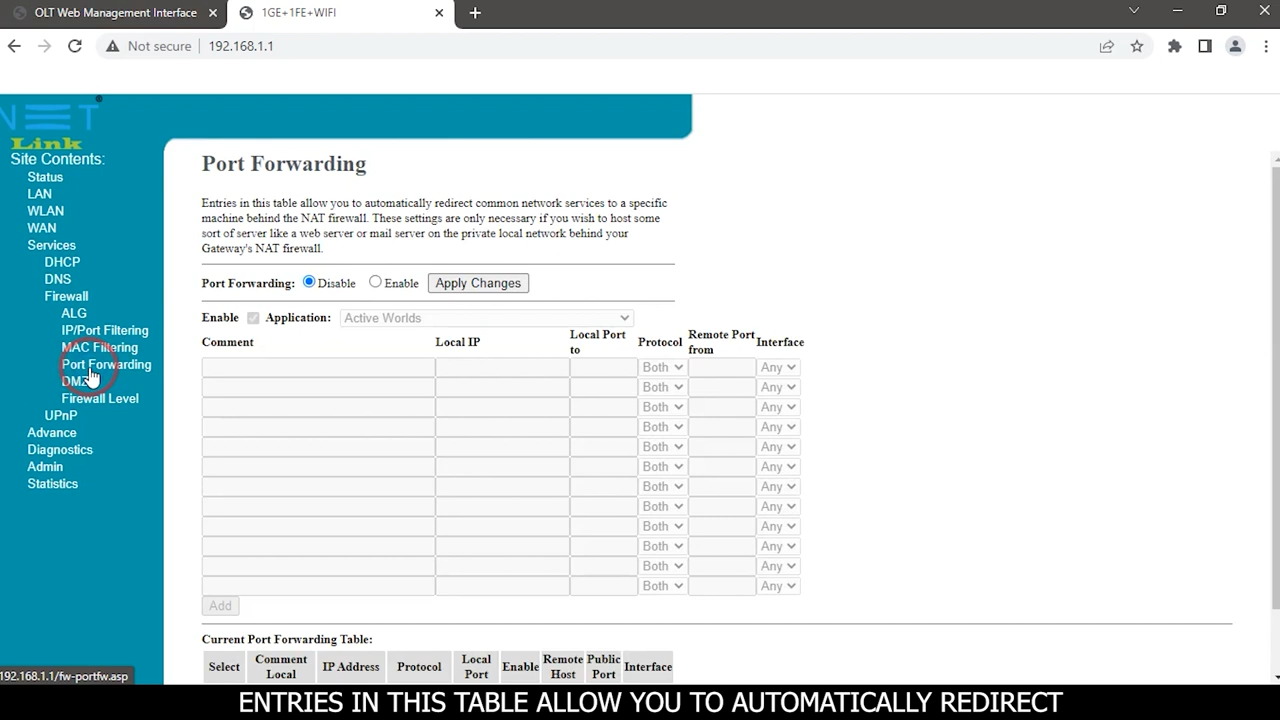 OLT Web Management Interface
1GE+1FE+WIFI
Not secure
192.168.1.1
NET
Link
Site Contents:
Status
LAN
WLAN
WAN
Services
DHCP
DNS
Firewall
ALG
IP/Port Filtering
MAC Filtering
Port Forwarding
DMZ
Firewall Level
UPnP
Advance
Diagnostics
Admin
Statistics
Port Forwarding
Entries in this table allow you to automatically redirect common network services to a specific
machine behind the NAT firewall. These settings are only necessary if you wish to host some
sort of server like a web server or mail server on the private local network behind your
Gateway's NAT firewall.
Port Forwarding: Disable Enable Apply Changes
Enable Application: Active Worlds
Comment Local IP Local Port to Protocol Remote Port from Interface
Both Any
Both Any
Both Any
Both Any
Both Any
Both Any
Both Any
Both Any
Both Any
Both Any
Both Any
Both Any
Add
Current Port Forwarding Table:
Select Comment Local IP Address Protocol Local Port Enable Remote Host Public Port Interface
192.168.1.1/fw-portfw.asp
ENTRIES IN THIS TABLE ALLOW YOU TO AUTOMATICALLY REDIRECT